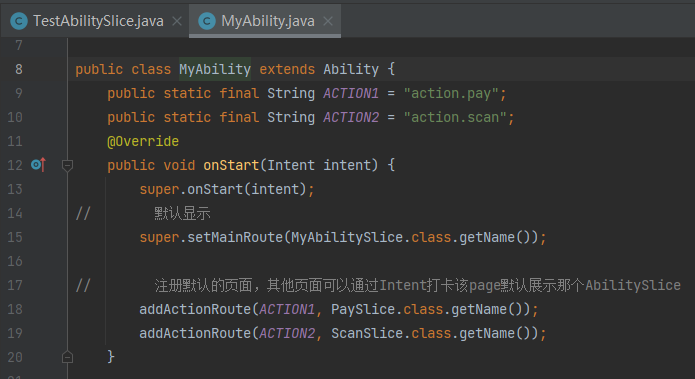 TestAbilitySlice.java
MyAbility.java
7
8 public class MyAbility extends Ability {
9 public static final String ACTION1 = "action.pay";
10 public static final String ACTION2 = "action.scan";
11 @Override
12 public void onStart(Intent intent) {
13 super.onStart(intent);
14 // 默认显示
15 super.setMainRoute(MyAbilitySlice.class.getName());
16
17 // 注册默认的页面，其他页面可以通过Intent打卡该page默认展示那个AbilitySlice
18 addActionRoute(ACTION1, PaySlice.class.getName());
19 addActionRoute(ACTION2, ScanSlice.class.getName());
20 }